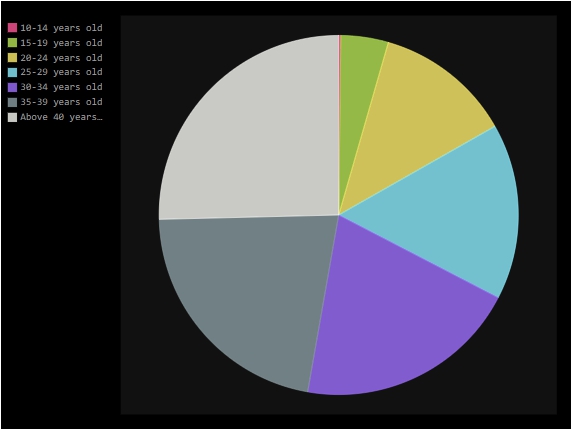 10-14 years old
15-19 years old
20-24 years old
25-29 years old
30-34 years old
35-39 years old
Above 40 years…